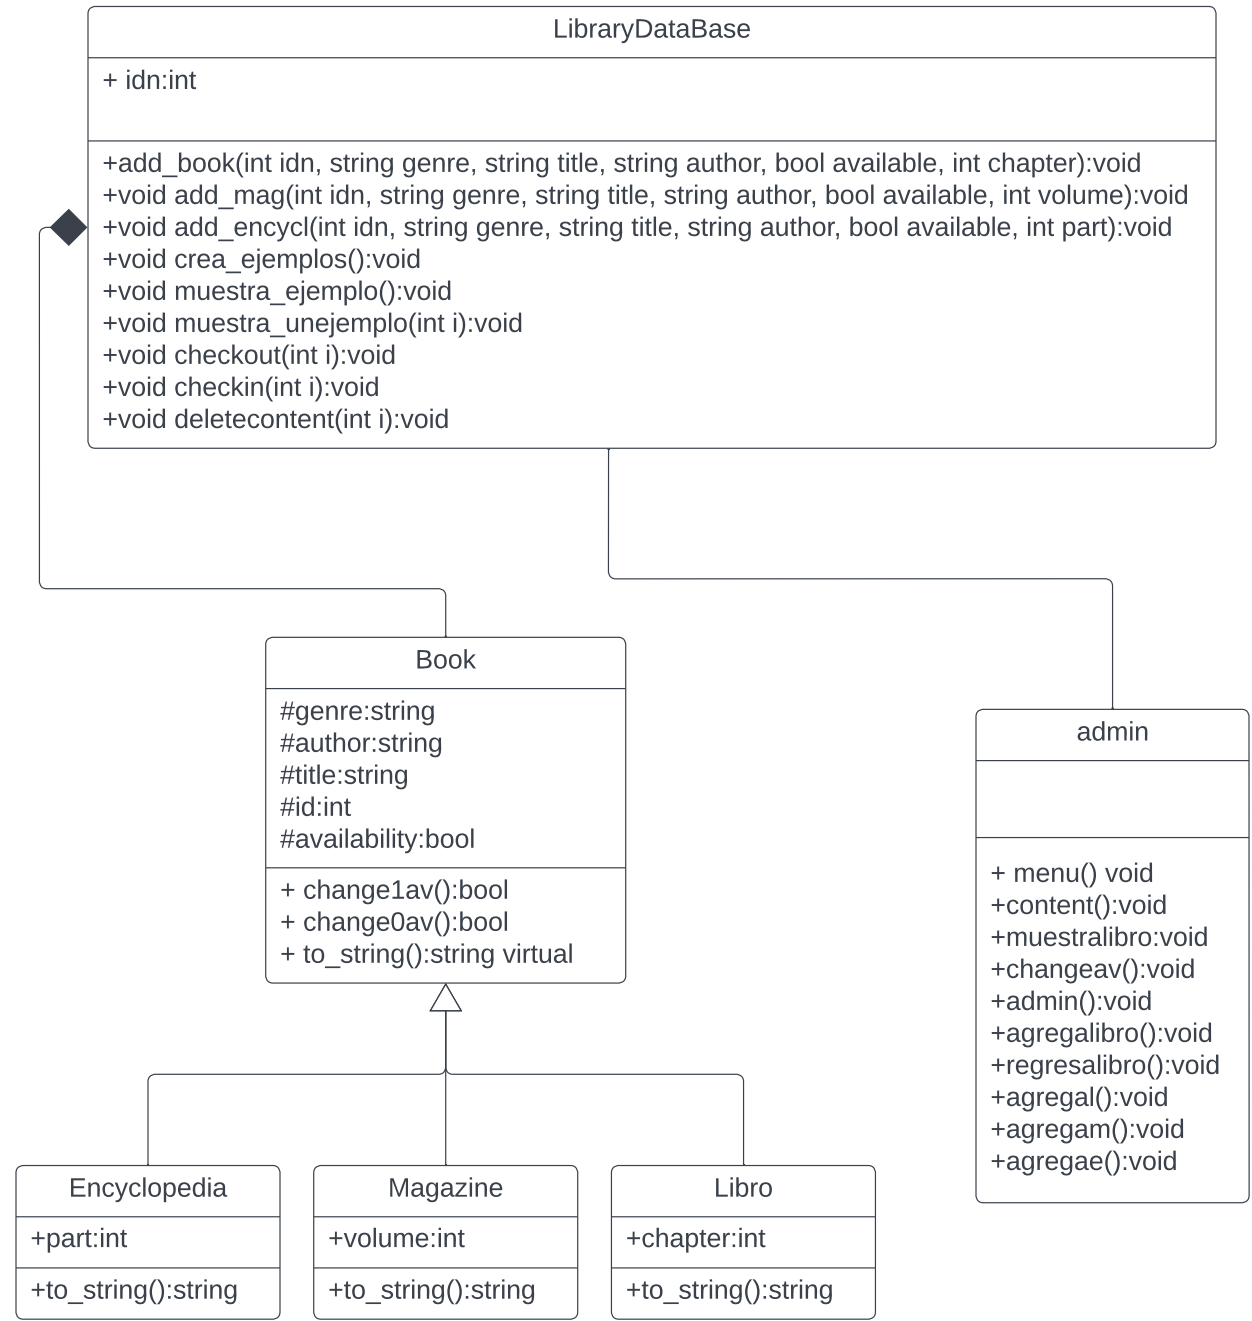 LibraryDataBase
+ idn:int
+add_book(int idn, string genre, string title, string author, bool available, int chapter):void
+void add_mag(int idn, string genre, string title, string author, bool available, int volume):void
+void add_encycl(int idn, string genre, string title, string author, bool available, int part):void
+void crea_ejemplos():void
+void muestra_ejemplo():void
+void muestra_unejemplo(int i):void
+void checkout(int i):void
+void checkin(int i):void
+void deletecontent(int i):void
Book
#genre:string
#author:string
#title:string
#id:int
#availability:bool
+ change1av():bool
+ change0av():bool
+ to_string():string virtual
admin
+ menu() void
+content():void
+muestralibro:void
+changeav():void
+admin():void
+agregalibro():void
+regresalibro():void
+agregal():void
+agregam():void
+agregae():void
Encyclopedia
+part:int
+to_string():string
Magazine
+volume:int
+to_string():string
Libro
+chapter:int
+to_string():string